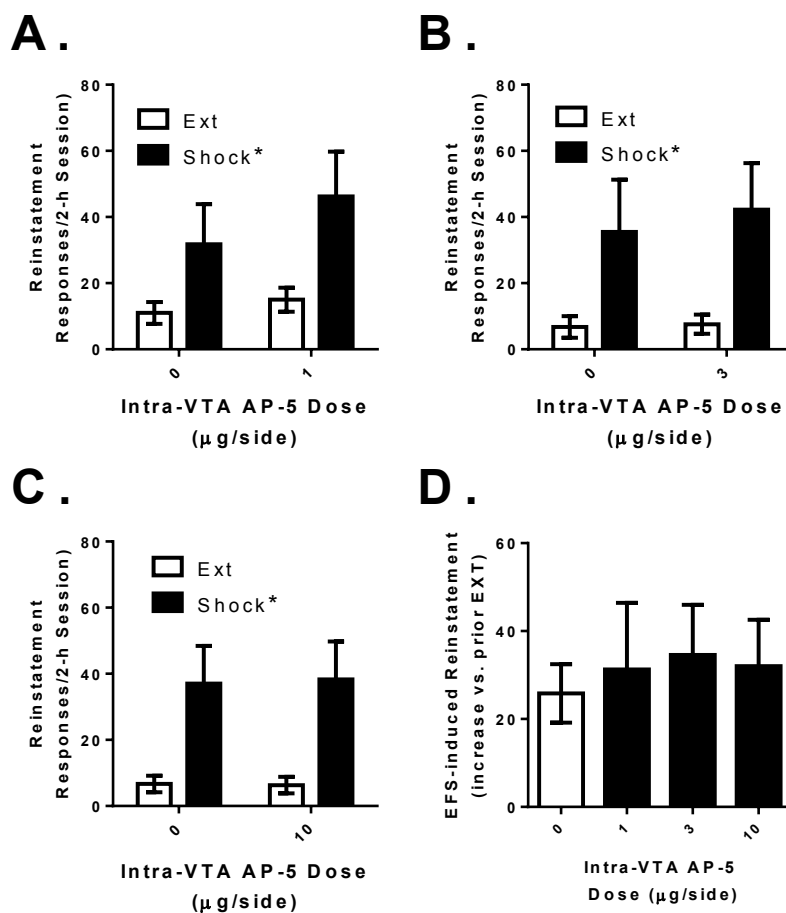 A.
Reinstatement
Responses/2-h Session)
80
60
40
20
0
Ext
Shock*
0
1
Intra-VTA AP-5 Dose
(μg/side)
B.
Reinstatement
Responses/2-h Session)
80
60
40
20
0
Ext
Shock*
0
3
Intra-VTA AP-5 Dose
(μg/side)
C.
Reinstatement
Responses/2-h Session)
80
60
40
20
0
Ext
Shock*
0
10
Intra-VTA AP-5 Dose
(μg/side)
D.
EFS-induced Reinstatement
(increase vs. prior EXT)
60
40
20
0
0
1
3
10
Intra-VTA AP-5
Dose (μg/side)